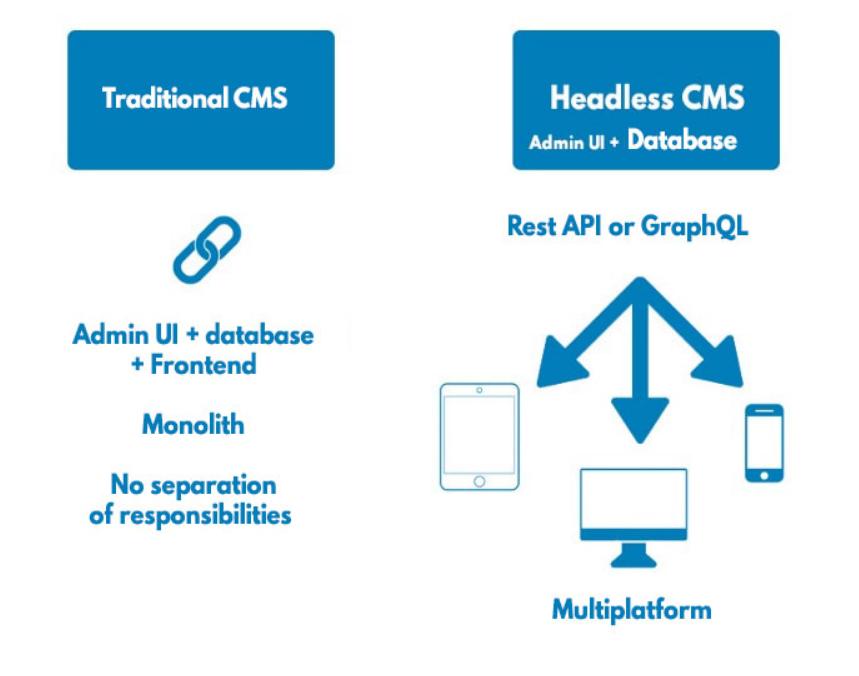 Traditional CMS
Admin UI + database
+ Frontend
Monolith
No separation
of responsibilities
Headless CMS
Admin UI + Database
Rest API or GraphQL
Multiplatform